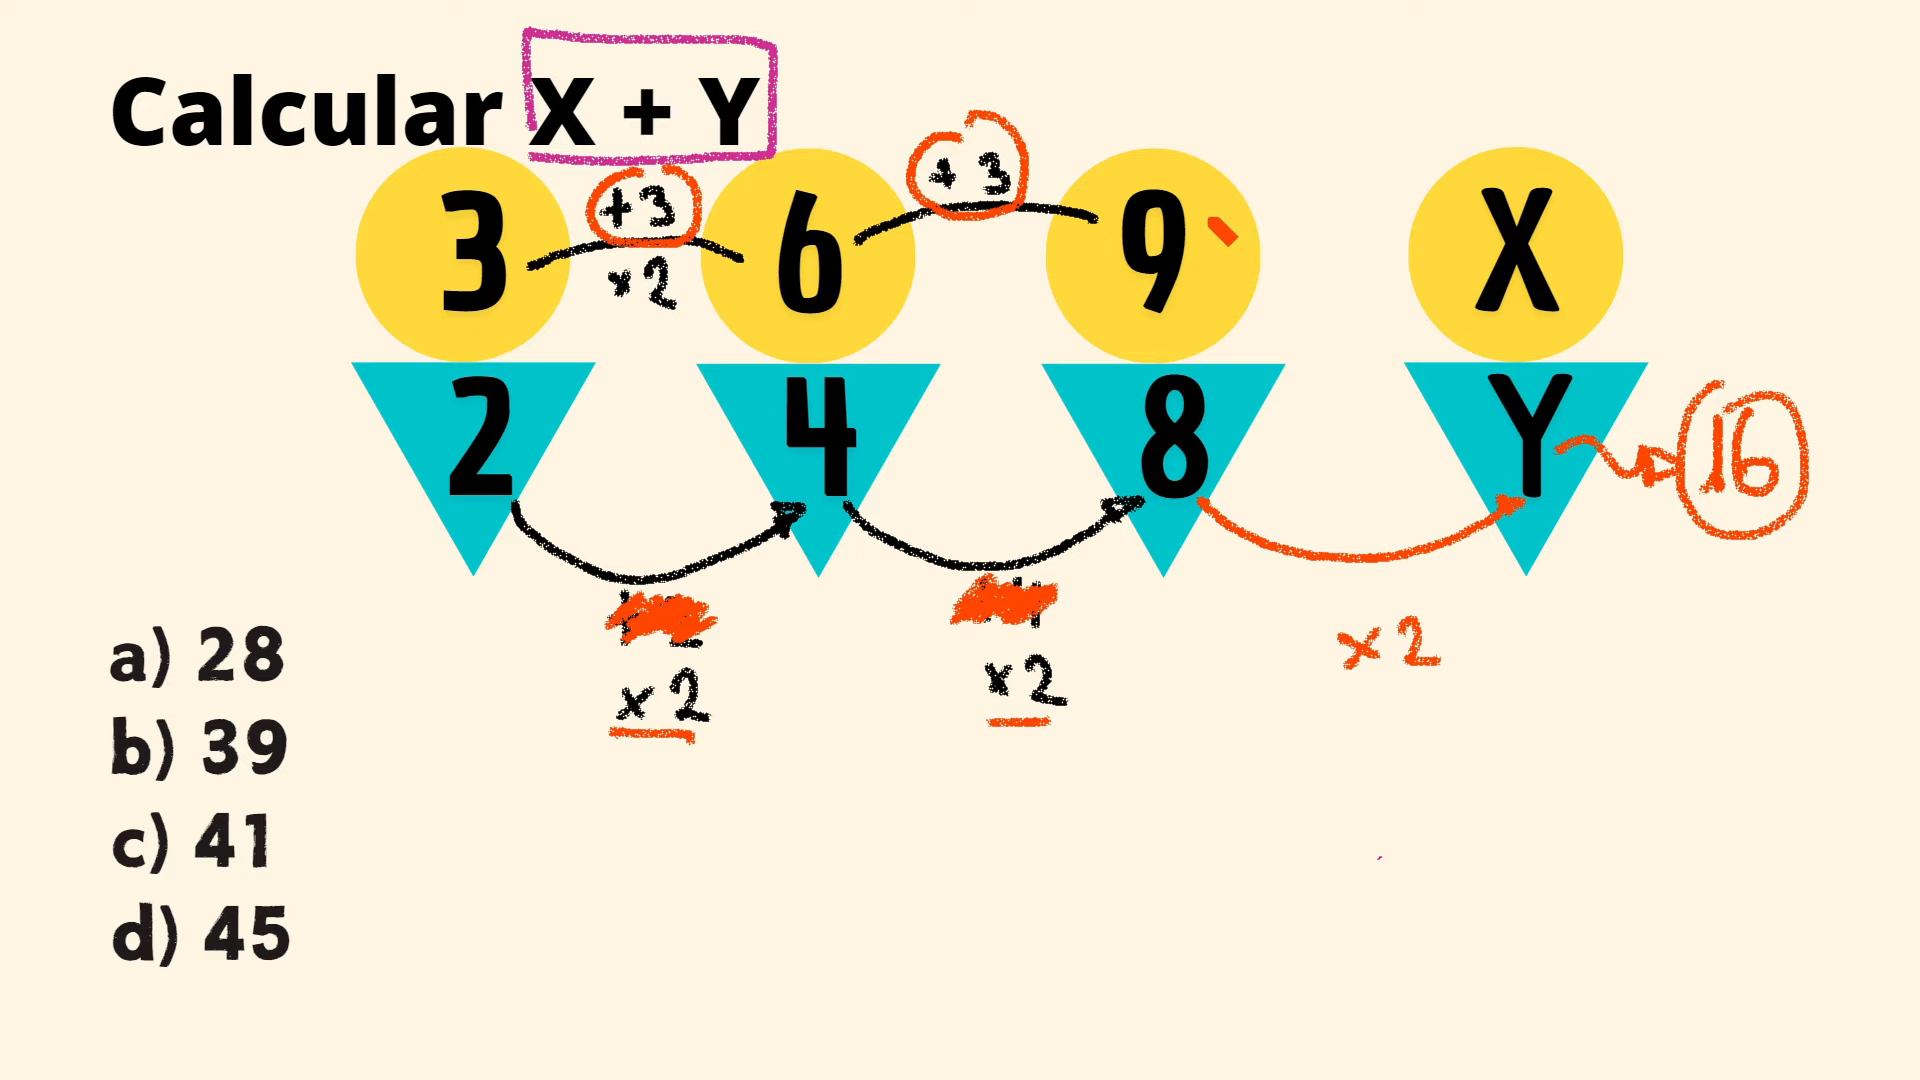 Calcular X + Y
+3 +3
3 6 9 X
×2
2 4 8 Y 16
×2 ×2 ×2
a) 28
b) 39
c) 41
d) 45